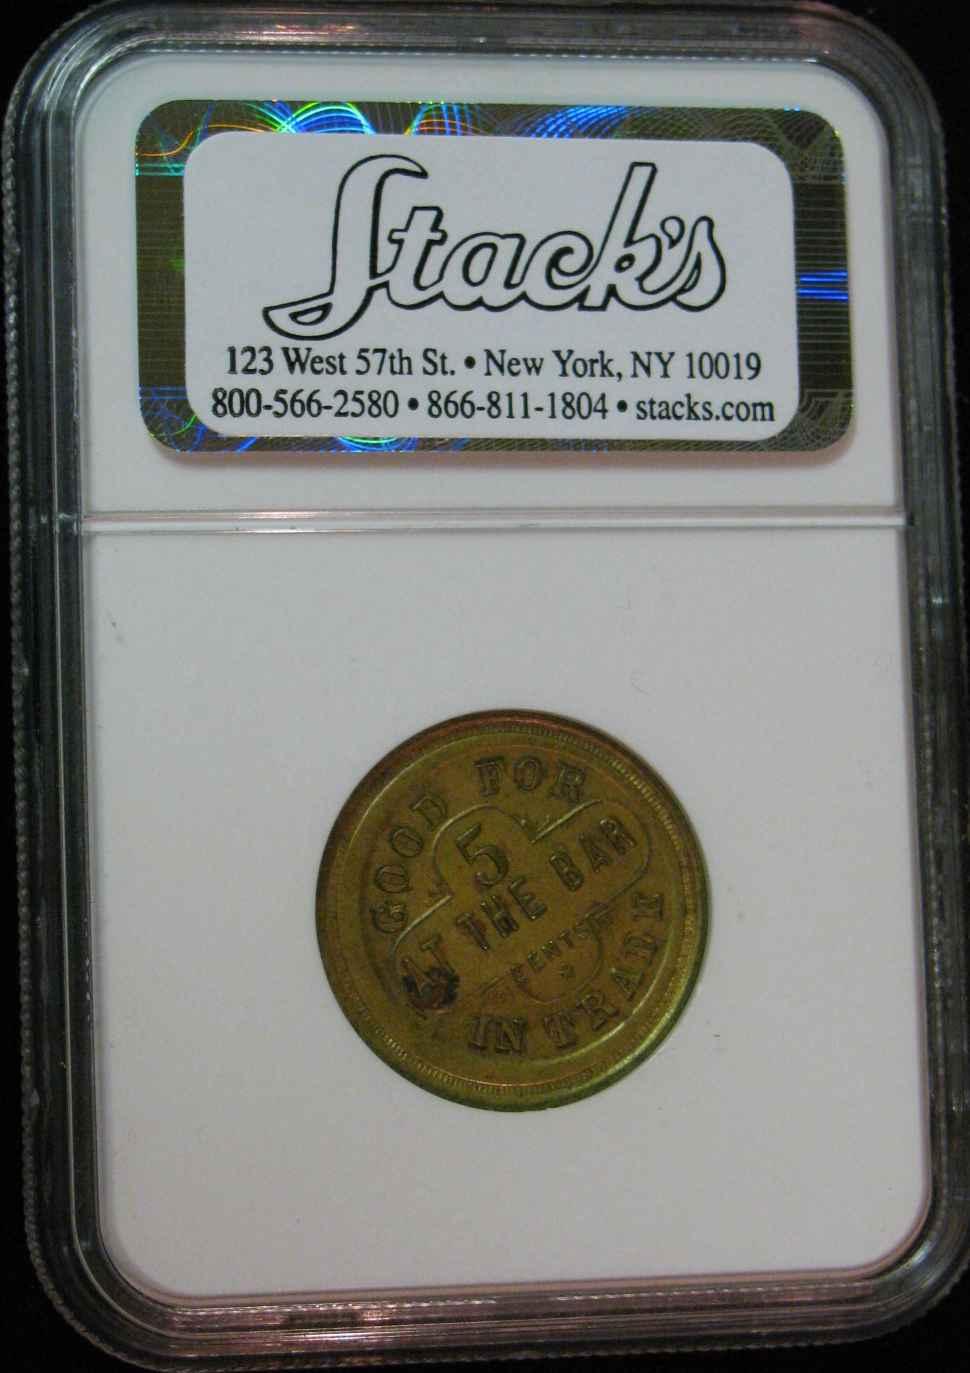 Stack's
123 West 57th St. • New York, NY 10019
800-566-2580 • 866-811-1804 • stacks.com
GOOD FOR
5
AT THE BAR
CENTS
IN TRADE